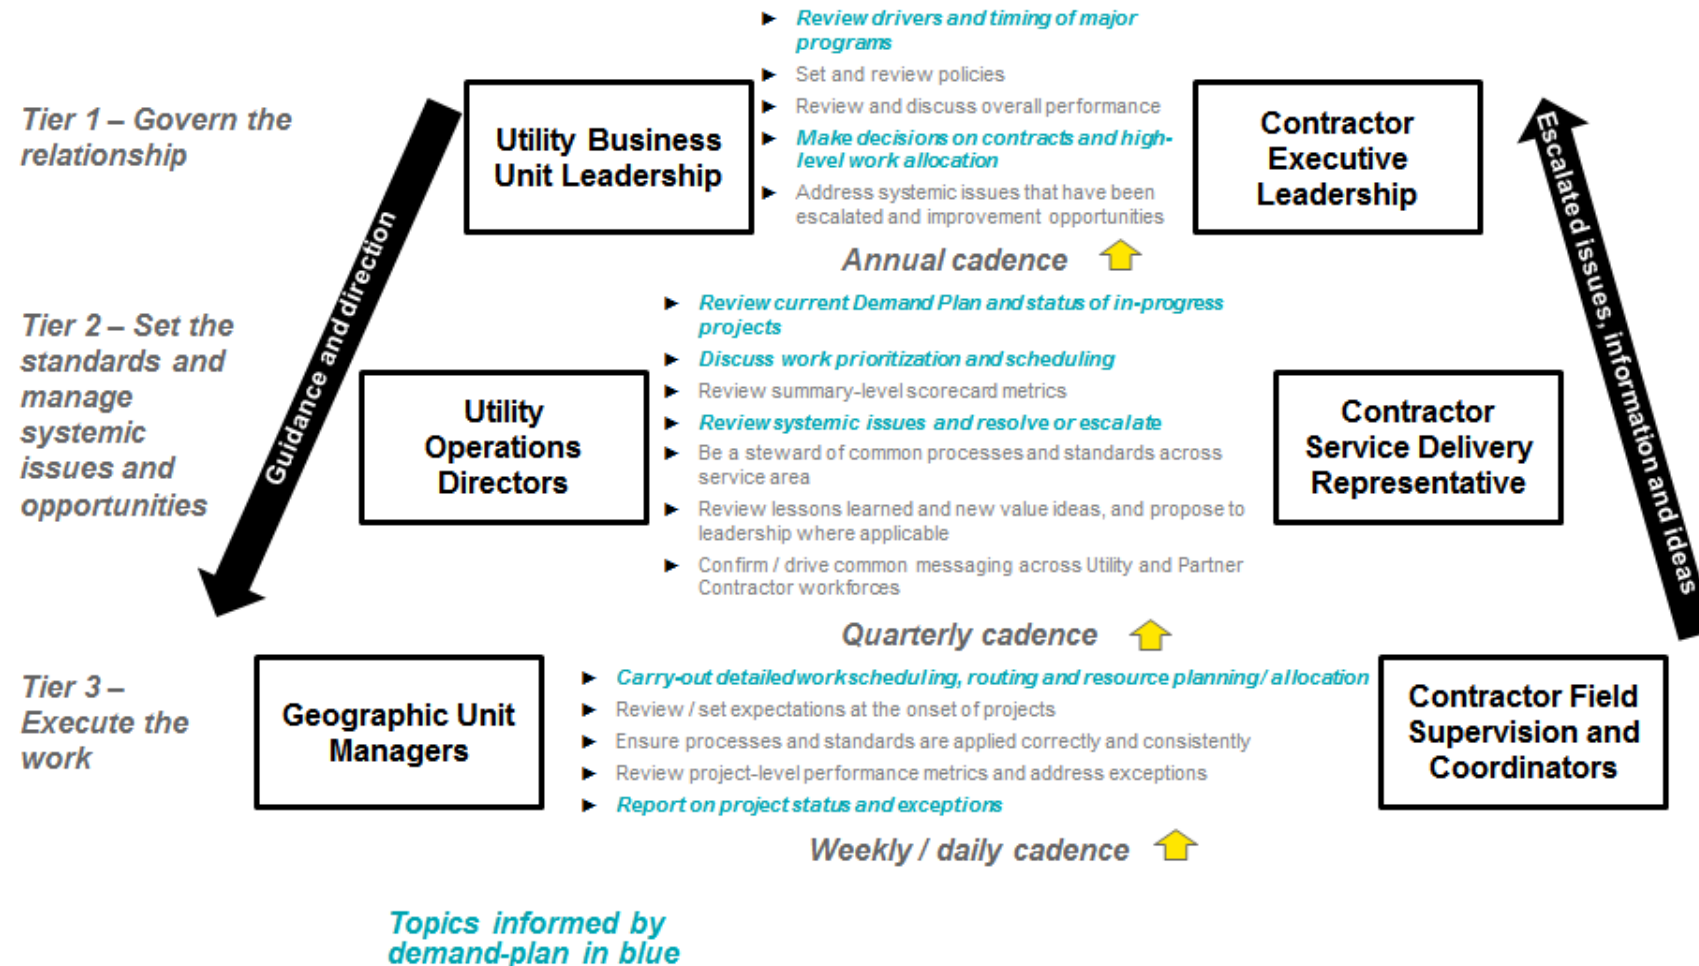 Review drivers and timing of major
programs
Set and review policies
Review and discuss overall performance
Make decisions on contracts and high-
level work allocation
Address systemic issues that have been
escalated and improvement opportunities
Tier 1 – Govern the
relationship
Utility Business
Unit Leadership
Contractor
Executive
Leadership
Annual cadence
Guidance and direction
Escalated issues, information and ideas
Tier 2 – Set the
standards and
manage
systemic
issues and
opportunities
Utility
Operations
Directors
Review current Demand Plan and status of in-progress
projects
Discuss work prioritization and scheduling
Review summary-level scorecard metrics
Review systemic issues and resolve or escalate
Be a steward of common processes and standards across
service area
Review lessons learned and new value ideas, and propose to
leadership where applicable
Confirm / drive common messaging across Utility and Partner
Contractor workforces
Contractor
Service Delivery
Representative
Quarterly cadence
Tier 3 –
Execute the
work
Geographic Unit
Managers
Carry-out detailed work scheduling, routing and resource planning/ allocation
Review / set expectations at the onset of projects
Ensure processes and standards are applied correctly and consistently
Review project-level performance metrics and address exceptions
Report on project status and exceptions
Contractor Field
Supervision and
Coordinators
Weekly / daily cadence
Topics informed by
demand-plan in blue